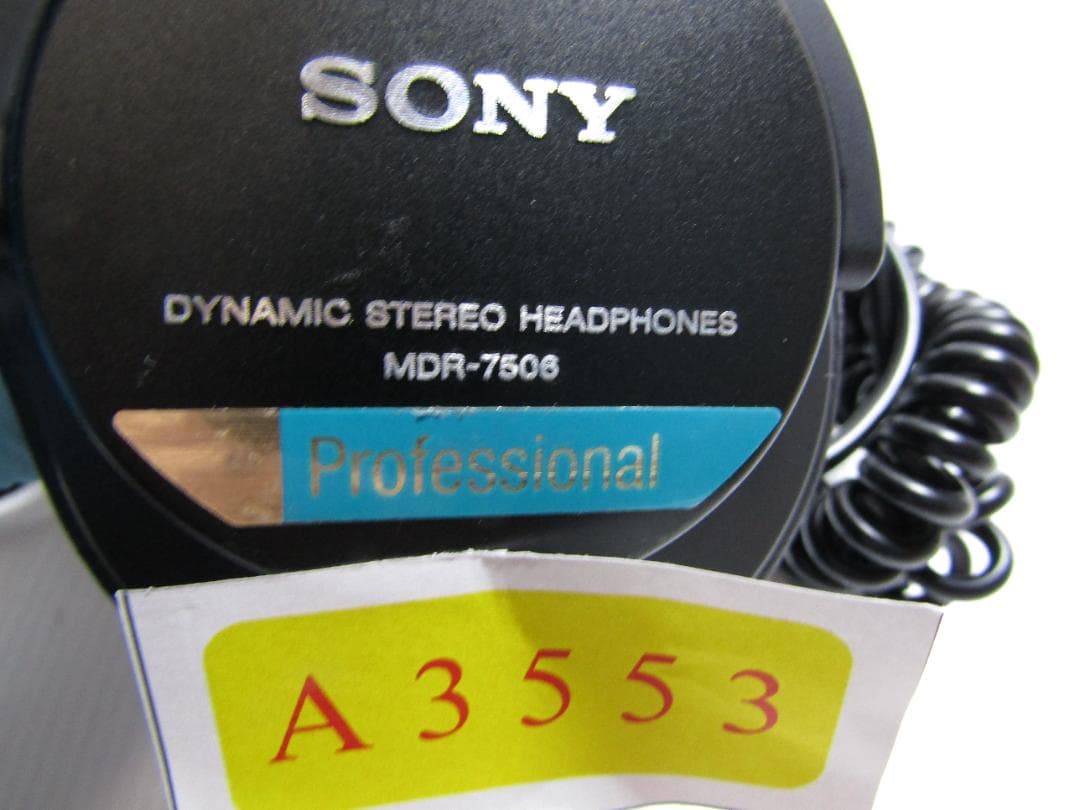 SONY
DYNAMIC STEREO HEADPHONES
MDR-7506
Professional
A3553